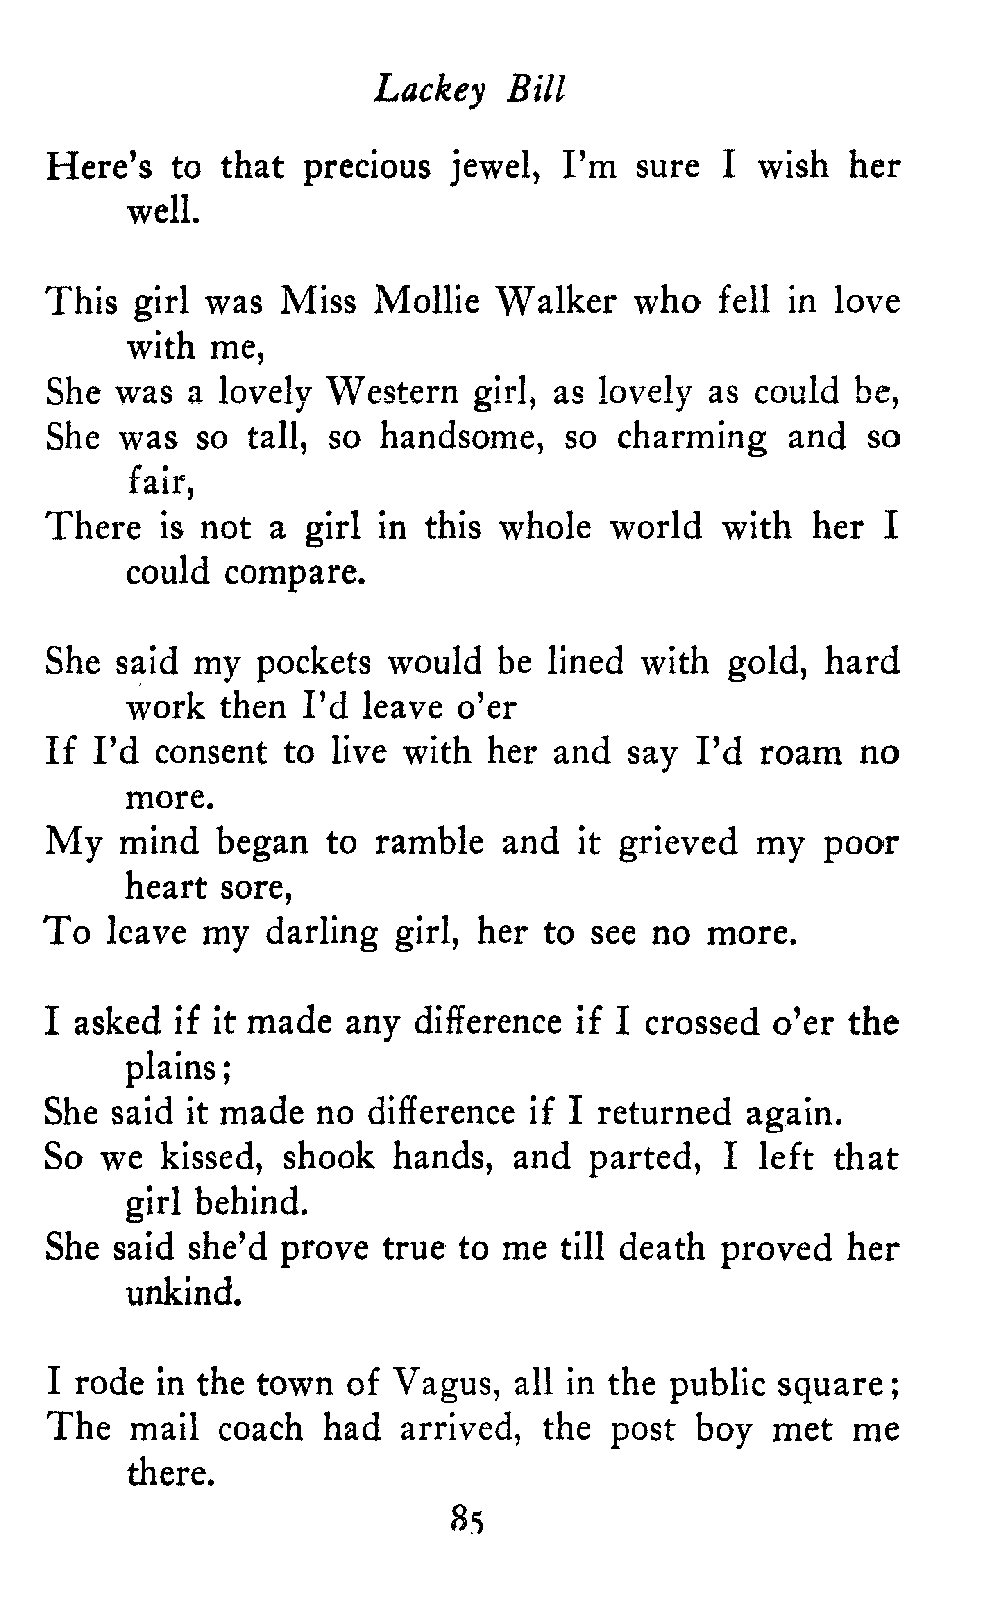 Lackey Bill
Here's to that precious jewel, I'm sure I wish her
well.
This girl was Miss Mollie Walker who fell in love
with me,
She was a lovely Western girl, as lovely as could be,
She was so tall, so handsome, so charming and so
fair,
There is not a girl in this whole world with her I
could compare.
She said my pockets would be lined with gold, hard
work then I'd leave o'er
If I'd consent to live with her and say I'd roam no
more.
My mind began to ramble and it grieved my poor
heart sore,
To leave my darling girl, her to see no more.
I asked if it made any difference if I crossed o'er the
plains;
She said it made no difference if I returned again.
So we kissed, shook hands, and parted, I left that
girl behind.
She said she'd prove true to me till death proved her
unkind.
I rode in the town of Vagus, all in the public square;
The mail coach had arrived, the post boy met me
there.
85